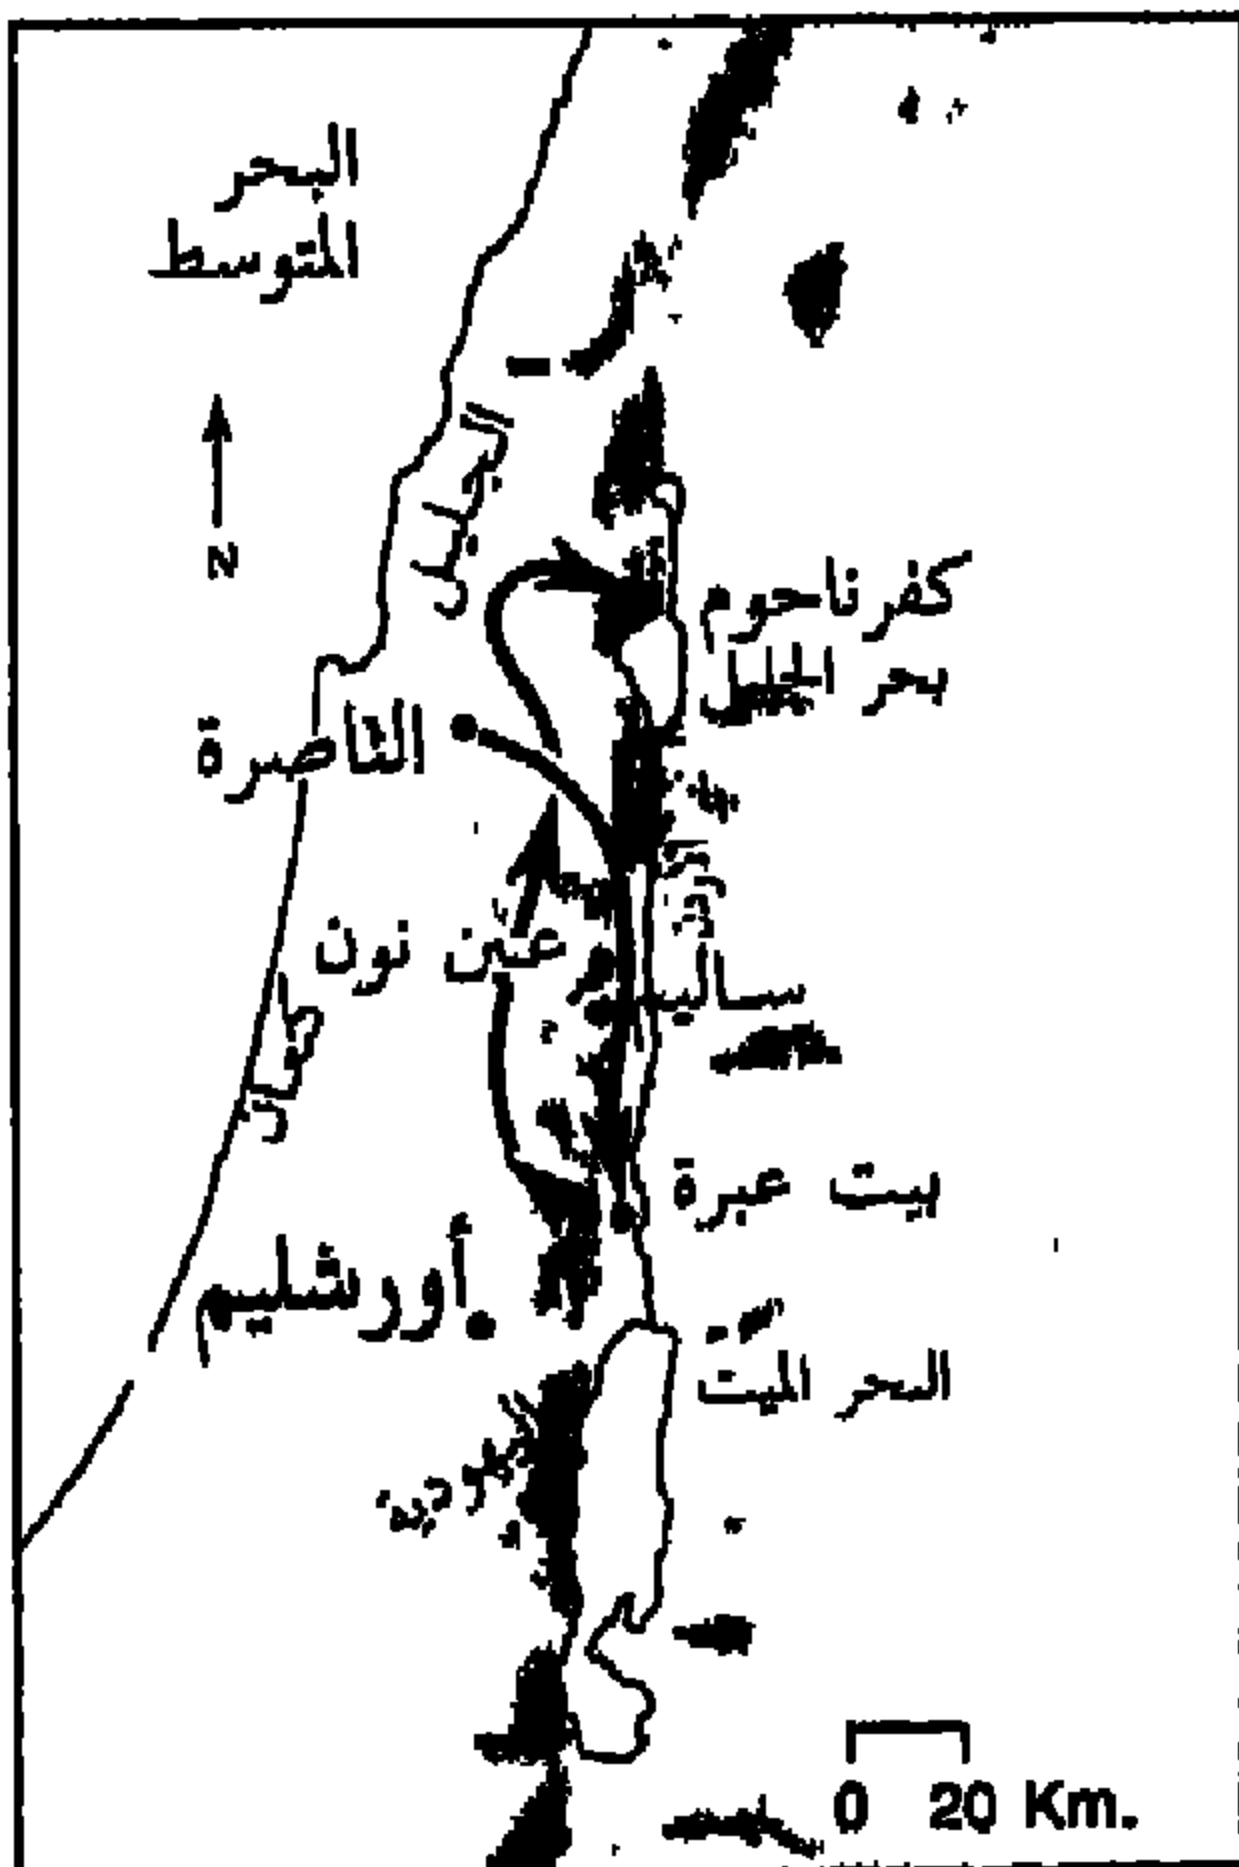 البحر
المتوسط
الجليل
N
كفرناحوم
بحر الجليل
الناصرة
عين نون
ساليم
بيت عبرة
أورشليم
البحر الميت
اليهودية
0 20 Km.